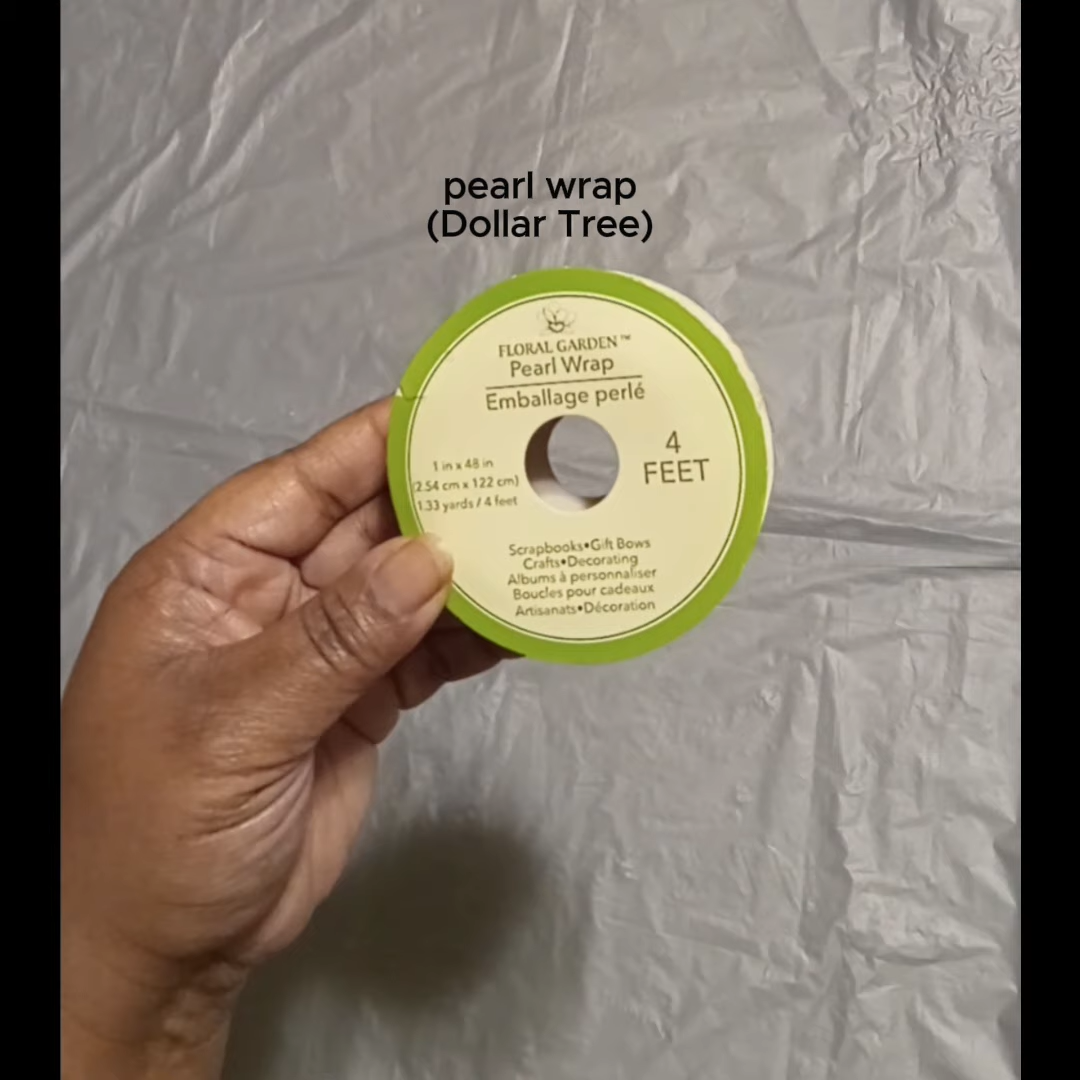 pearl wrap
(Dollar Tree)
FLORAL GARDEN™
Pearl Wrap
Emballage perlé
4
FEET
1 in x 48 in
(2.54 cm x 122 cm)
1.33 yards / 4 feet
Scrapbooks•Gift Bows
Crafts•Decorating
Albums à personnaliser
Boucles pour cadeaux
Artisanats•Décoration